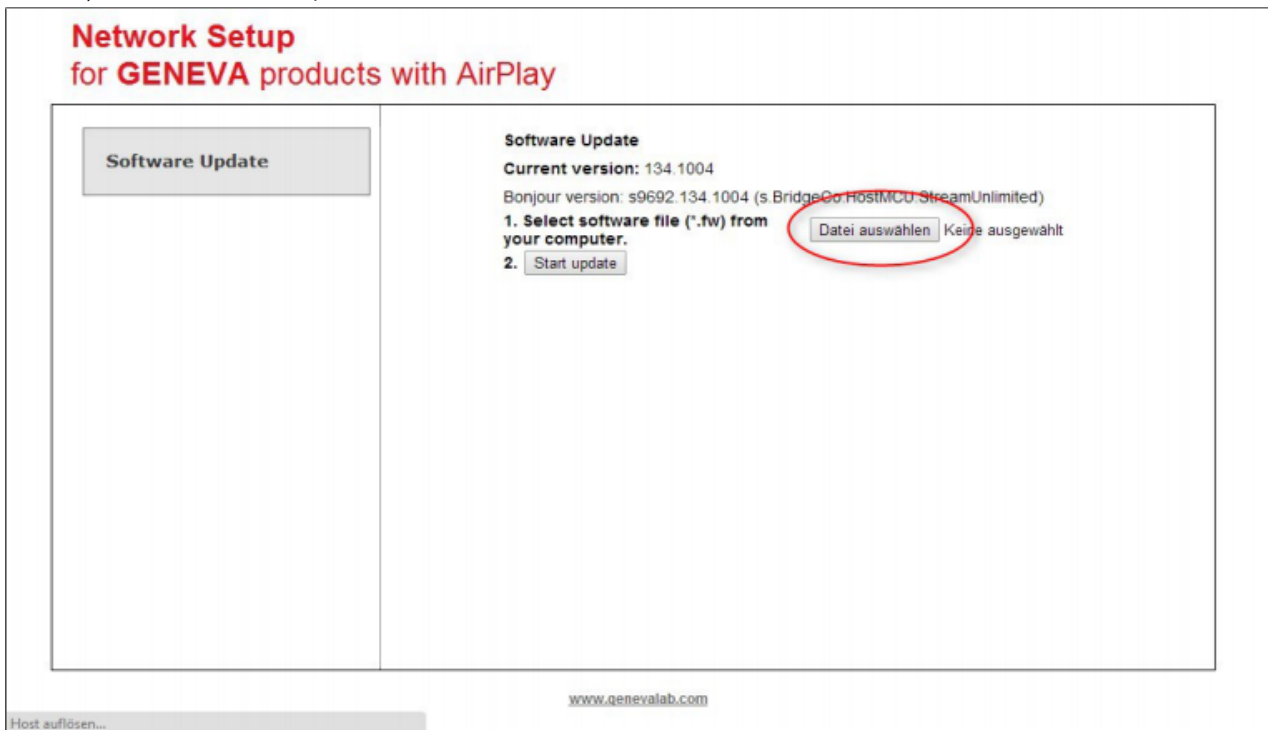 Network Setup
for GENEVA products with AirPlay
Software Update
Software Update
Current version: 134.1004
Bonjour version: s9692.134.1004 (s.BridgeCo.HostMCU.StreamUnlimited)
1. Select software file (*.fw) from
your computer.
Datei auswählen Keine ausgewählt
2. Start update
www.genevalab.com
Host auflösen...